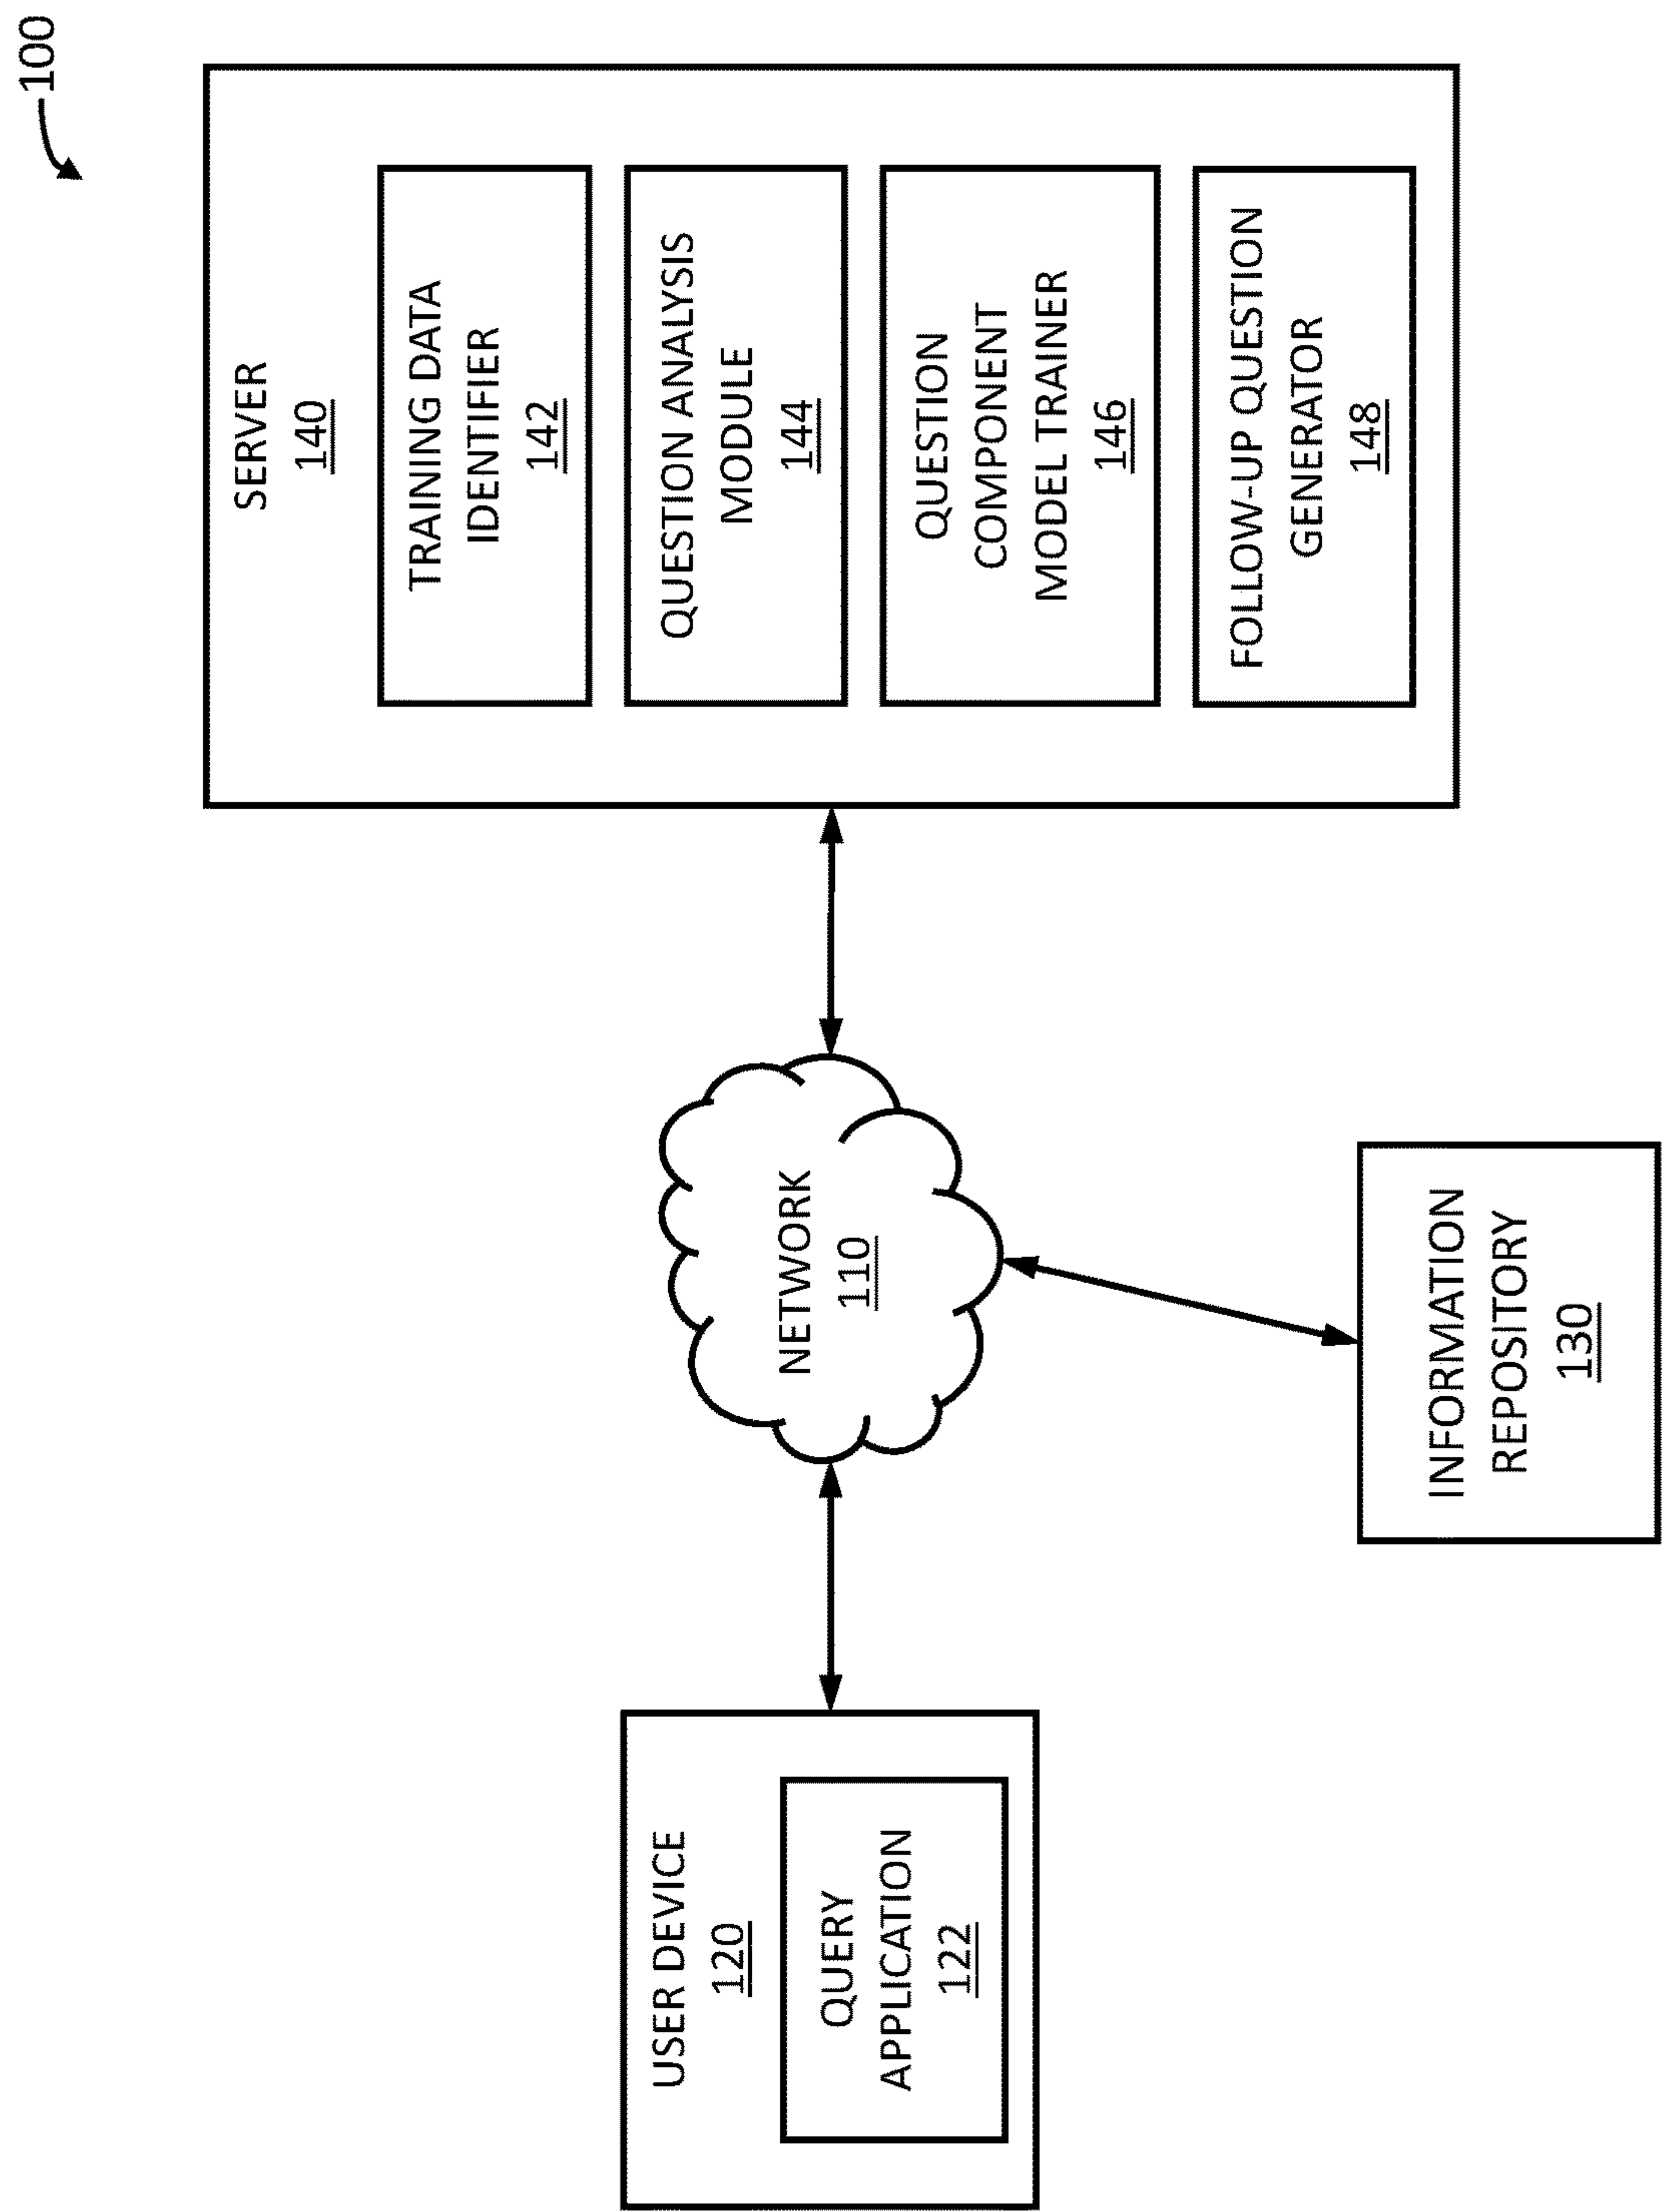 100
USER DEVICE
120
QUERY
APPLICATION
122
NETWORK
110
INFORMATION
REPOSITORY
130
SERVER
140
TRAINING DATA
IDENTIFIER
142
QUESTION ANALYSIS
MODULE
144
QUESTION
COMPONENT
MODEL TRAINER
146
FOLLOW-UP QUESTION
GENERATOR
148